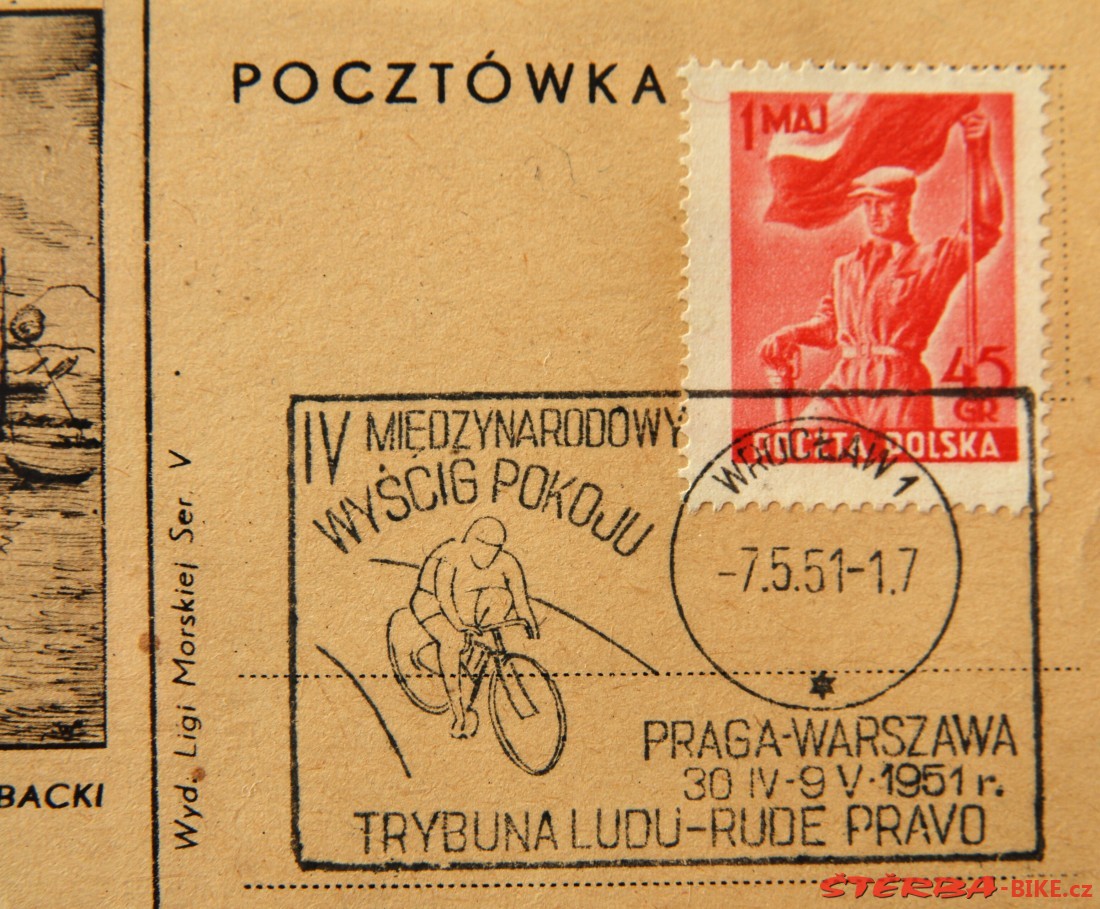 POCZTÓWKA
1 MAJ
45
GR
POCZTA POLSKA
IV MIĘDZYNARODOWY
WYŚCIG POKOJU
WROCŁAW 1
-7.5.51-1.7
PRAGA-WARSZAWA
30 IV-9 V·1951 r.
TRYBUNA LUDU-RUDE PRAVO
Wyd. Ligi Morskiej Ser. V
BACKI
ŠTĚRBA-BIKE.cz